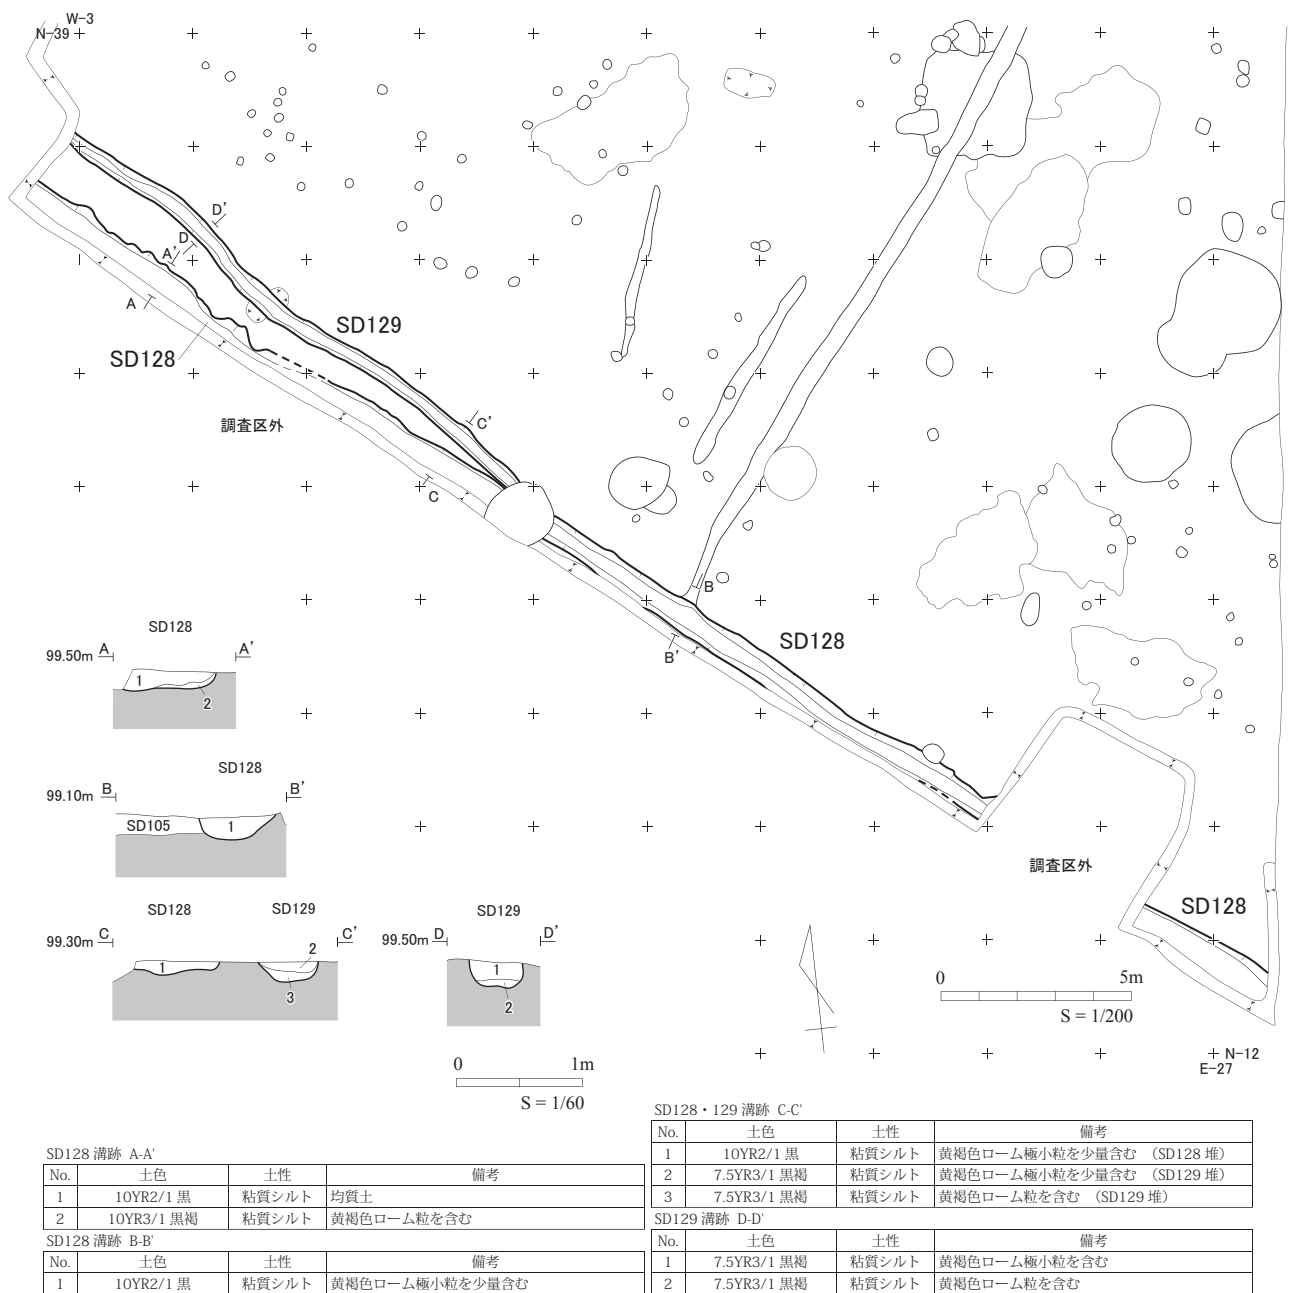 W-3
N-39
D'
D
A'
A
SD129
SD128
調査区外
C'
C
B
B'
SD128
調査区外
SD128
SD128
99.50m A A'
1
2
SD128
99.10m B B'
SD105 1
SD128 SD129
99.30m C C'
1
2
3
SD129
99.50m D D'
1
2
0 5m
S = 1/200
0 1m
S = 1/60
N-12
E-27
SD128 溝跡 A-A'
No. 土色 土性 備考
1 10YR2/1 黒 粘質シルト 均質土
2 10YR3/1 黒褐 粘質シルト 黄褐色ローム粒を含む
SD128 溝跡 B-B'
No. 土色 土性 備考
1 10YR2/1 黒 粘質シルト 黄褐色ローム極小粒を少量含む
SD128・129 溝跡 C-C'
No. 土色 土性 備考
1 10YR2/1 黒 粘質シルト 黄褐色ローム極小粒を少量含む （SD128 堆）
2 7.5YR3/1 黒褐 粘質シルト 黄褐色ローム極小粒を少量含む （SD129 堆）
3 7.5YR3/1 黒褐 粘質シルト 黄褐色ローム粒を含む （SD129 堆）
SD129 溝跡 D-D'
No. 土色 土性 備考
1 7.5YR3/1 黒褐 粘質シルト 黄褐色ローム極小粒を含む
2 7.5YR3/1 黒褐 粘質シルト 黄褐色ローム粒を含む